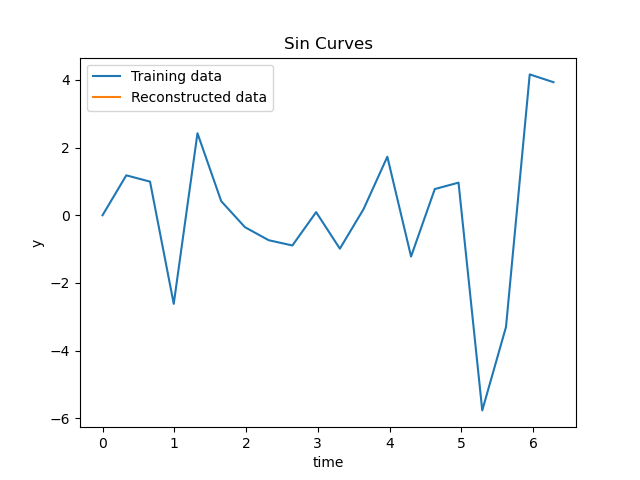 Sin Curves
Training data
Reconstructed data
y
4
2
0
−2
−4
−6
0 1 2 3 4 5 6
time